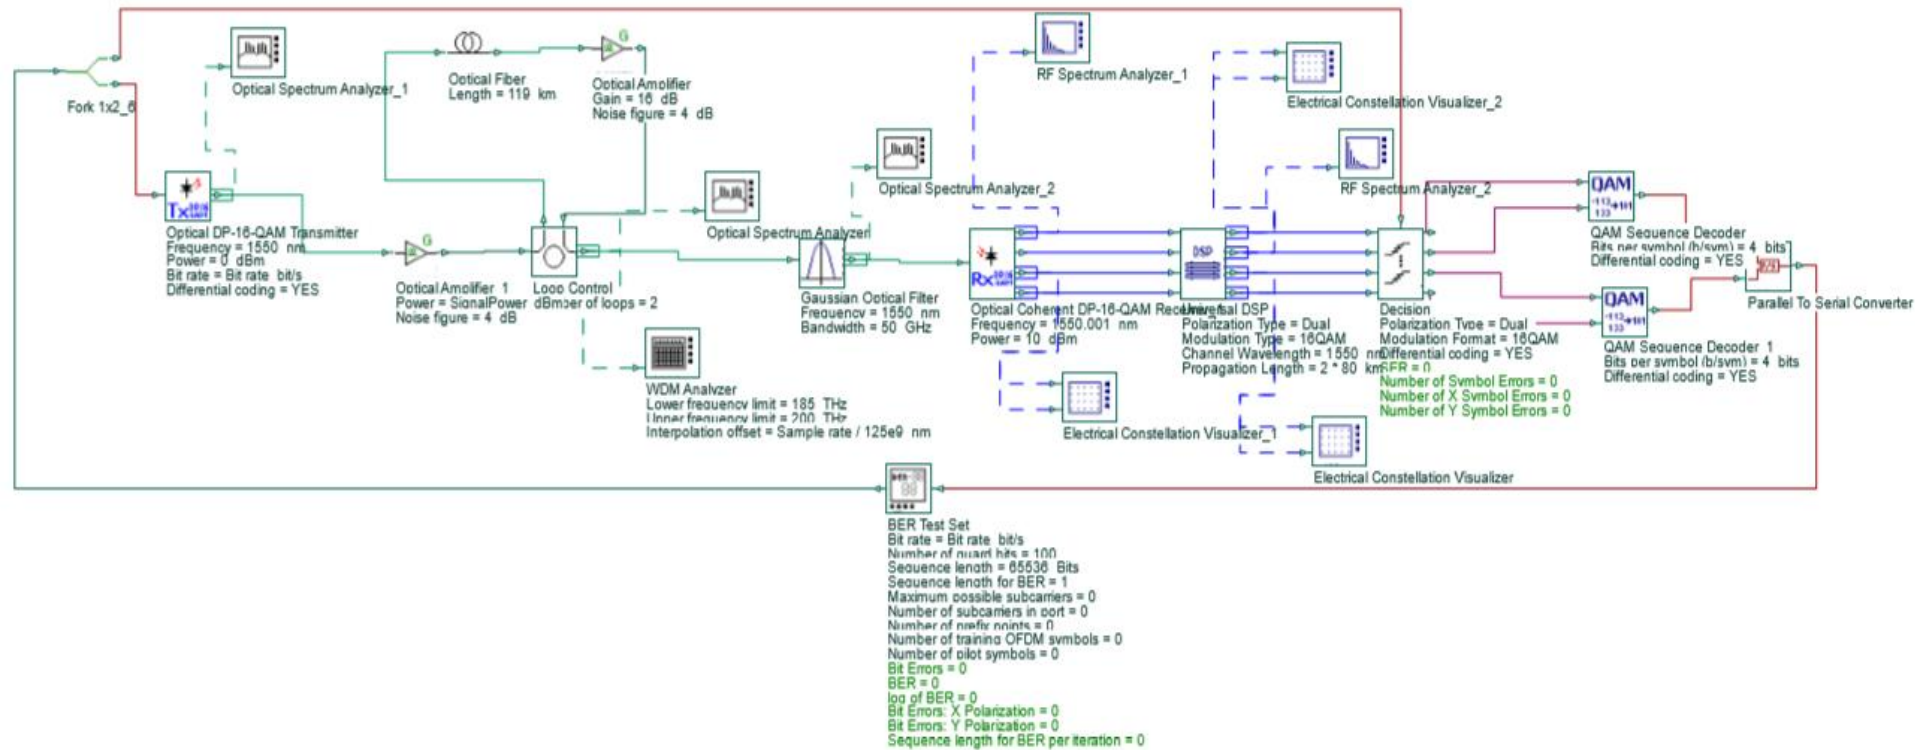 Fork 1x2_6
Optical Spectrum Analyzer_1
Optical Fiber
Length = 119 km
G
Optical Amplifier
Gain = 16 dB
Noise figure = 4 dB
RF Spectrum Analyzer_1
Electrical Constellation Visualizer_2
Optical Spectrum Analyzer_2
RF Spectrum Analyzer_2
Tx
Optical DP-16-QAM Transmitter
Frequency = 1550 nm
Power = 0 dBm
Bit rate = Bit rate bit/s
Differential coding = YES
G
Optical Amplifier 1
Power = SignalPower dBm
Noise figure = 4 dB
Loop Control
ber of loops = 2
Optical Spectrum Analyzer
Gaussian Optical Filter
Frequency = 1550 nm
Bandwidth = 50 GHz
WDM Analyzer
Lower frequency limit = 185 THz
Upper frequency limit = 200 THz
Interpolation offset = Sample rate / 125e9 nm
Rx
Optical Coherent DP-16-QAM
Frequency = 1550.001 nm
Power = 10 dBm
Electrical Constellation Visualizer_1
DSP
DSP
Polarization Type = Dual
Modulation Type = 16QAM
Channel Wavelength = 1550 nm
Propagation Length = 2 * 80 km
Electrical Constellation Visualizer
Decision
Polarization Type = Dual
Modulation Format = 16QAM
Differential coding = YES
BER = 0
Number of Symbol Errors = 0
Number of X Symbol Errors = 0
Number of Y Symbol Errors = 0
QAM
QAM Sequence Decoder
Bits per symbol (b/sym) = 4 bits
Differential coding = YES
QAM
QAM Sequence Decoder 1
Bits per symbol (b/sym) = 4 bits
Differential coding = YES
Parallel To Serial Converter
BER Test Set
Bit rate = Bit rate bit/s
Number of guard bits = 100
Sequence length = 65536 Bits
Sequence length for BER = 1
Maximum possible subcarriers = 0
Number of subcarriers in port = 0
Number of prefix points = 0
Number of training OFDM symbols = 0
Number of pilot symbols = 0
Bit Errors = 0
BER = 0
log of BER = 0
Bit Errors: X Polarization = 0
Bit Errors: Y Polarization = 0
Sequence length for BER per iteration = 0